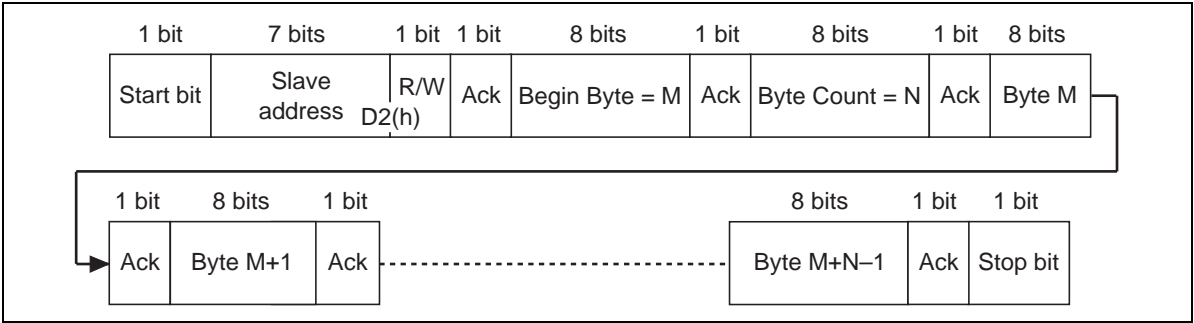 1 bit 7 bits 1 bit 1 bit 8 bits 1 bit 8 bits 1 bit 8 bits
Start bit Slave address R/W D2(h) Ack Begin Byte = M Ack Byte Count = N Ack Byte M
1 bit 8 bits 1 bit 8 bits 1 bit 1 bit
Ack Byte M+1 Ack Byte M+N–1 Ack Stop bit